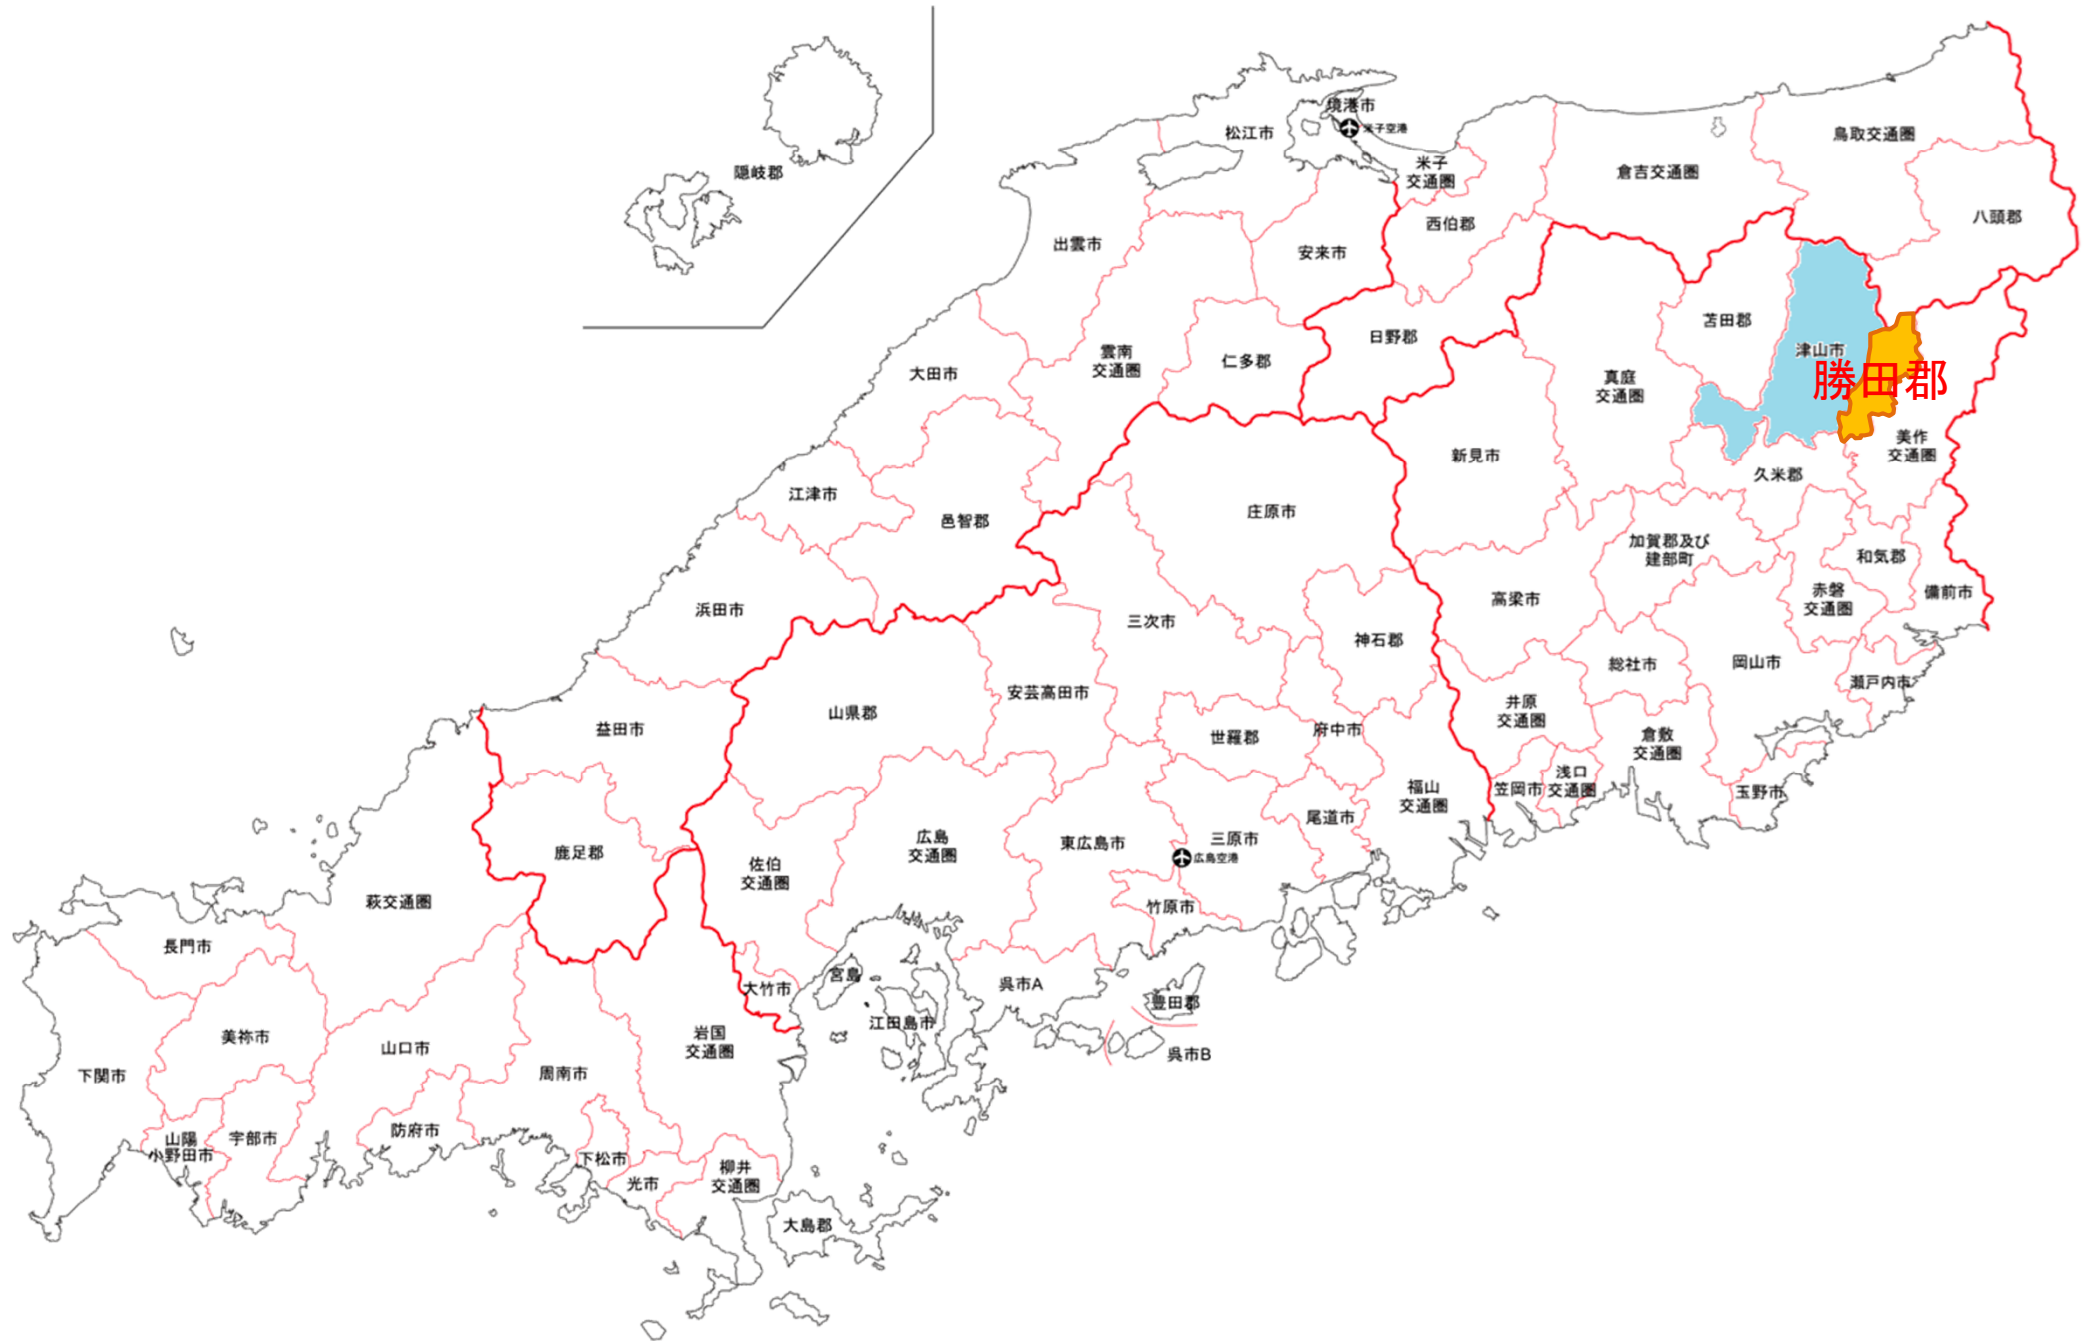 隠岐郡
境港市
米子空港
松江市
米子
交通圏
鳥取交通圏
倉吉交通圏
八頭郡
西伯郡
出雲市
安来市
苫田郡
日野郡
雲南
交通圏
仁多郡
津山市
勝田郡
大田市
真庭
交通圏
美作
交通圏
新見市
久米郡
江津市
邑智郡
庄原市
加賀郡及び
建部町
和気郡
赤磐
交通圏
備前市
高梁市
浜田市
三次市
神石郡
総社市
岡山市
瀬戸内市
安芸高田市
井原
交通圏
山県郡
益田市
世羅郡
府中市
倉敷
交通圏
浅口
交通圏
笠岡市
玉野市
福山
交通圏
尾道市
三原市
広島空港
東広島市
広島
交通圏
佐伯
交通圏
鹿足郡
萩交通圏
竹原市
長門市
宮島
大竹市
呉市A
豊田郡
江田島市
呉市B
岩国
交通圏
美祢市
山口市
周南市
下関市
防府市
山陽
小野田市
宇部市
下松市
光市
柳井
交通圏
大島郡